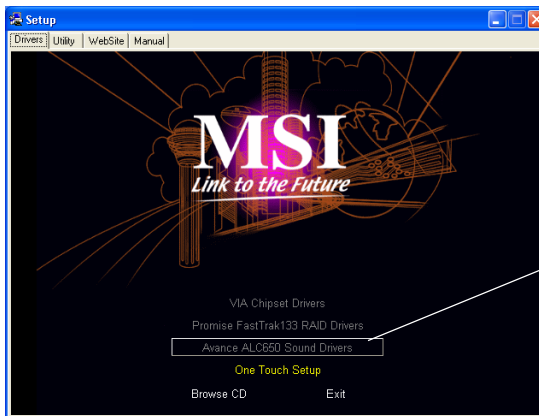 Setup
Drivers Utility WebSite Manual
MSI
Link to the Future
VIA Chipset Drivers
Promise FastTrak133 RAID Drivers
Avance ALC650 Sound Drivers
One Touch Setup
Browse CD Exit